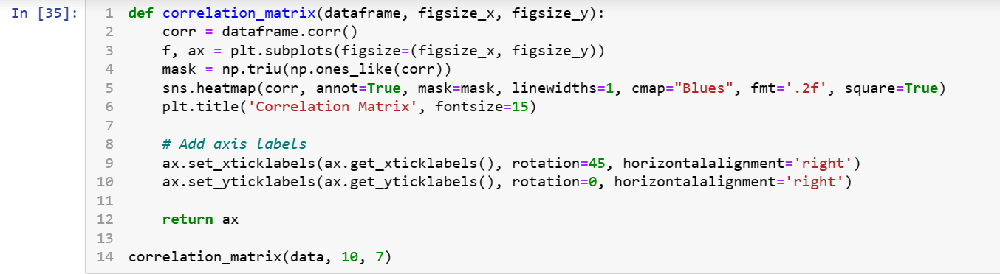 In [35]:
1 def correlation_matrix(dataframe, figsize_x, figsize_y):
2     corr = dataframe.corr()
3     f, ax = plt.subplots(figsize=(figsize_x, figsize_y))
4     mask = np.triu(np.ones_like(corr))
5     sns.heatmap(corr, annot=True, mask=mask, linewidths=1, cmap="Blues", fmt='.2f', square=True)
6     plt.title('Correlation Matrix', fontsize=15)
7
8     # Add axis labels
9     ax.set_xticklabels(ax.get_xticklabels(), rotation=45, horizontalalignment='right')
10     ax.set_yticklabels(ax.get_yticklabels(), rotation=0, horizontalalignment='right')
11
12     return ax
13
14 correlation_matrix(data, 10, 7)